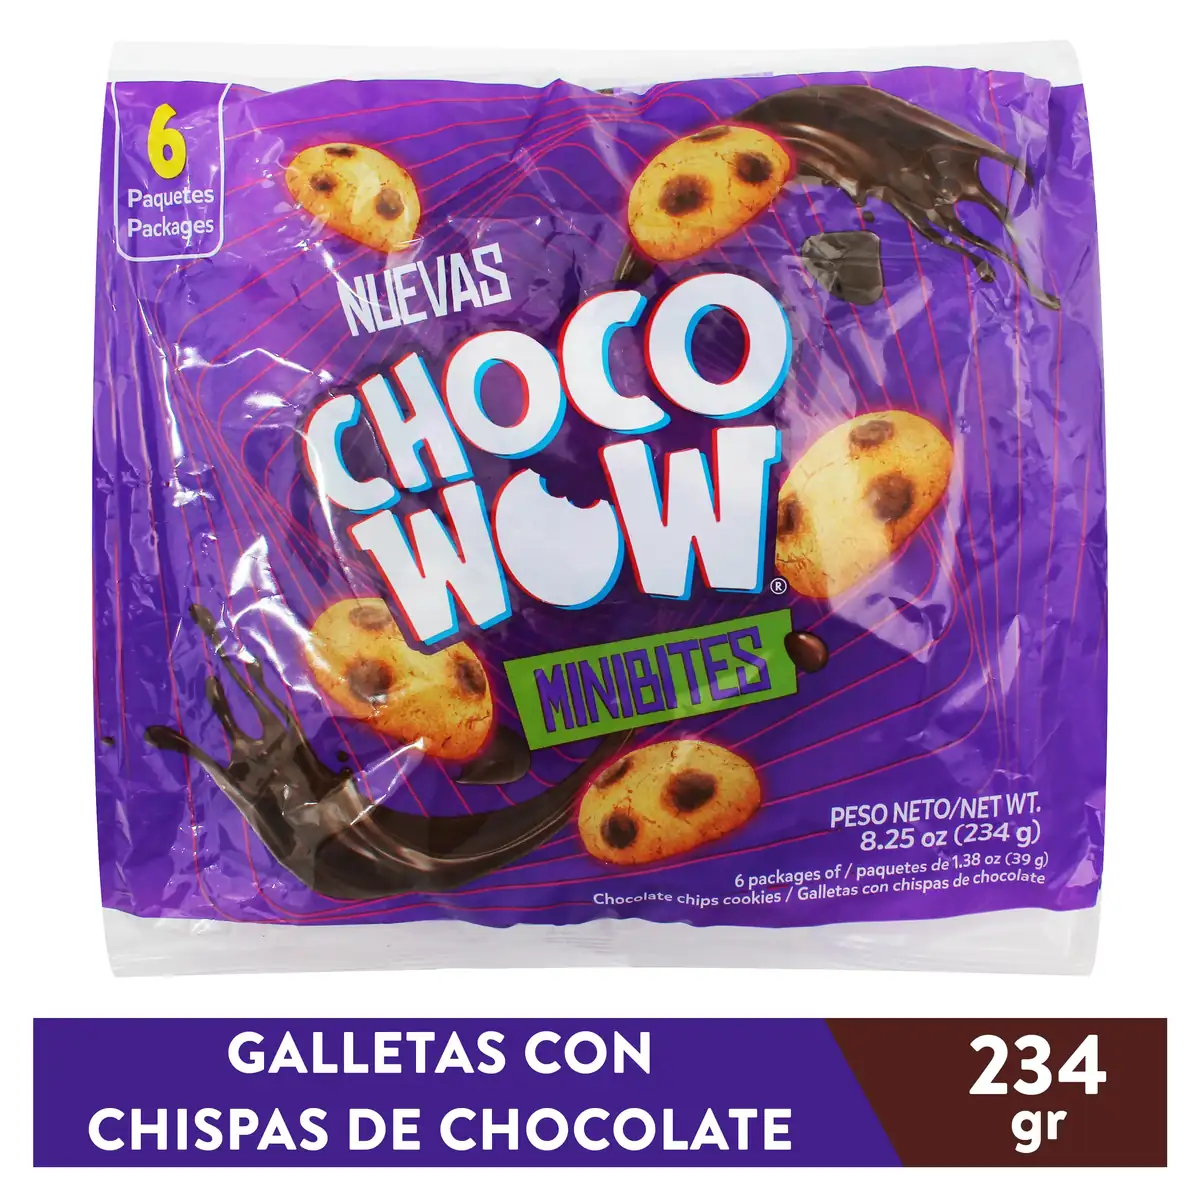 6
Paquetes
Packages
NUEVAS
CHOCO
WOW®
MINIBITES
PESO NETO/NET WT.
8.25 oz (234 g)
6 packages of / paquetes de 1.38 oz (39 g)
Chocolate chips cookies / Galletas con chispas de chocolate
GALLETAS CON
CHISPAS DE CHOCOLATE
234
gr